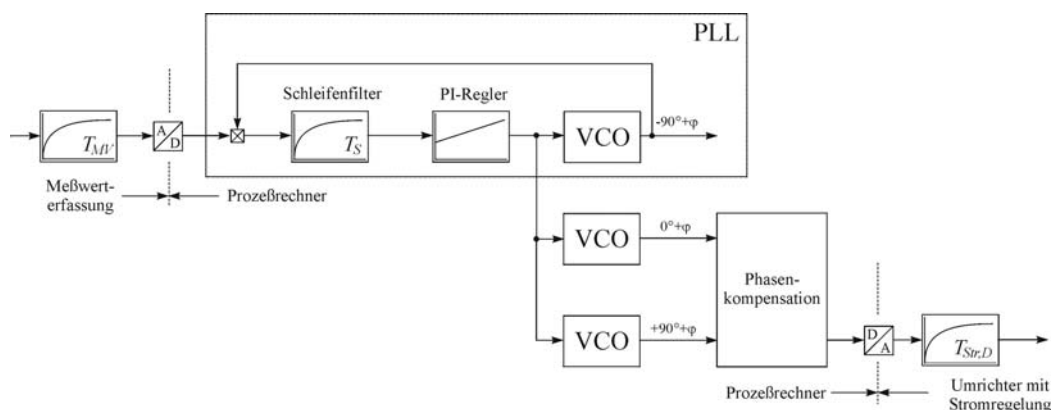 PLL
Schleifenfilter
PI-Regler
T_MV
A
D
T_S
VCO
-90°+φ
Meßwert-
erfassung
Prozeßrechner
VCO
0°+φ
VCO
+90°+φ
Phasen-
kompensation
D
A
T_Str,D
Prozeßrechner
Umrichter mit
Stromregelung